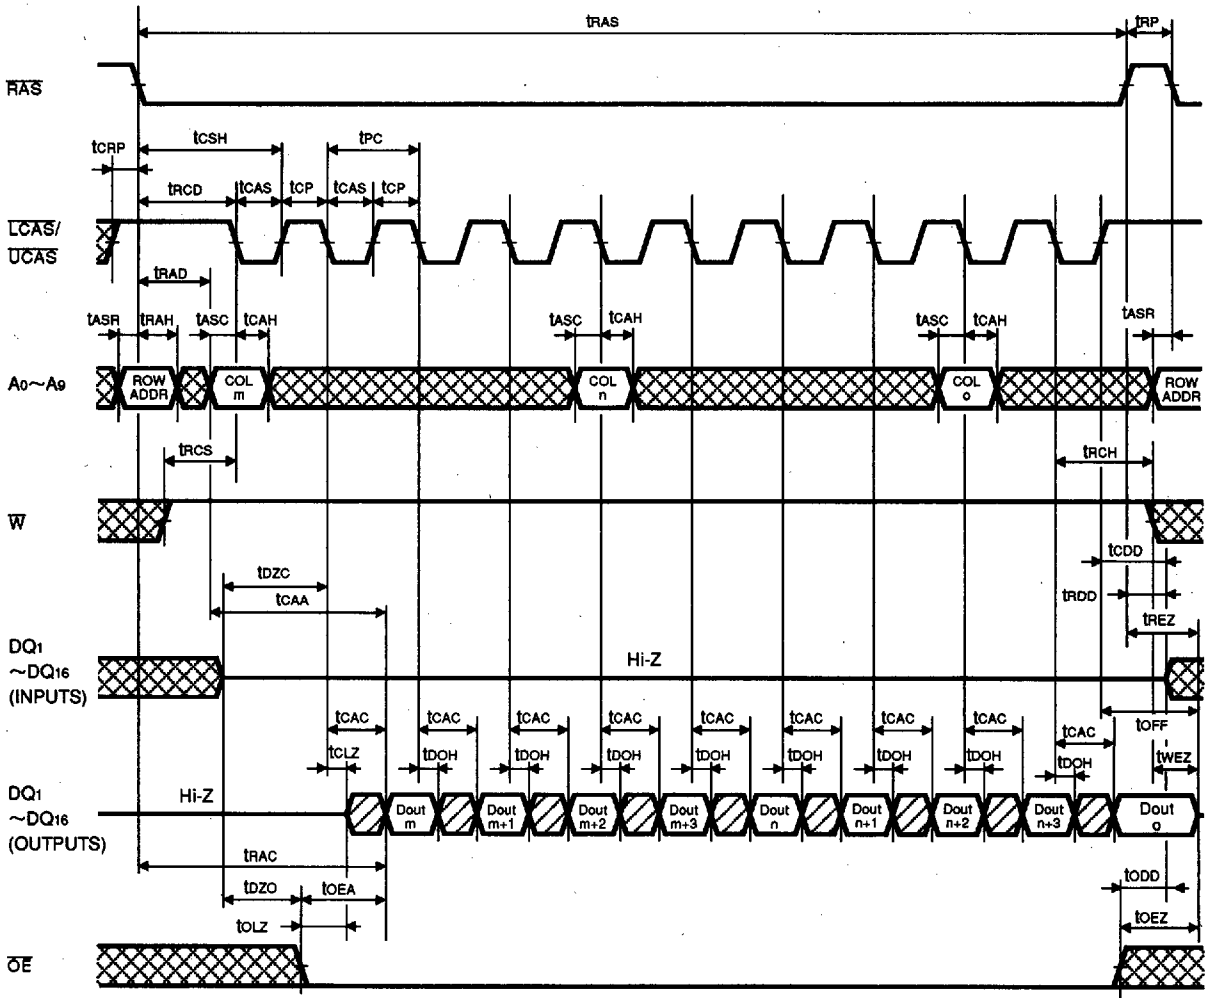 tRAS tRP
RAS
tCRP tCSH tPC
tRCD tCAS tCP tCAS tCP
LCAS/
UCAS
tRAD
tASR tRAH tASC tCAH tASC tCAH tASC tCAH tASR
A0~A9 ROW ADDR COL m COL n COL o ROW ADDR
tRCS tRCH
W
tCDD
tDZC
tRDD
tCAA
tREZ
DQ1
~DQ16
(INPUTS)
Hi-Z
tCAC tCAC tCAC tCAC tCAC tCAC tCAC tCAC tCAC
tOFF
tCLZ tDOH tDOH tDOH tDOH tDOH tDOH tDOH tDOH
tWEZ
DQ1
~DQ16
(OUTPUTS)
Hi-Z
Dout m Dout m+1 Dout m+2 Dout m+3 Dout n Dout n+1 Dout n+2 Dout n+3 Dout o
tRAC
tDZO tOEA tODD
tOLZ tOEZ
OE